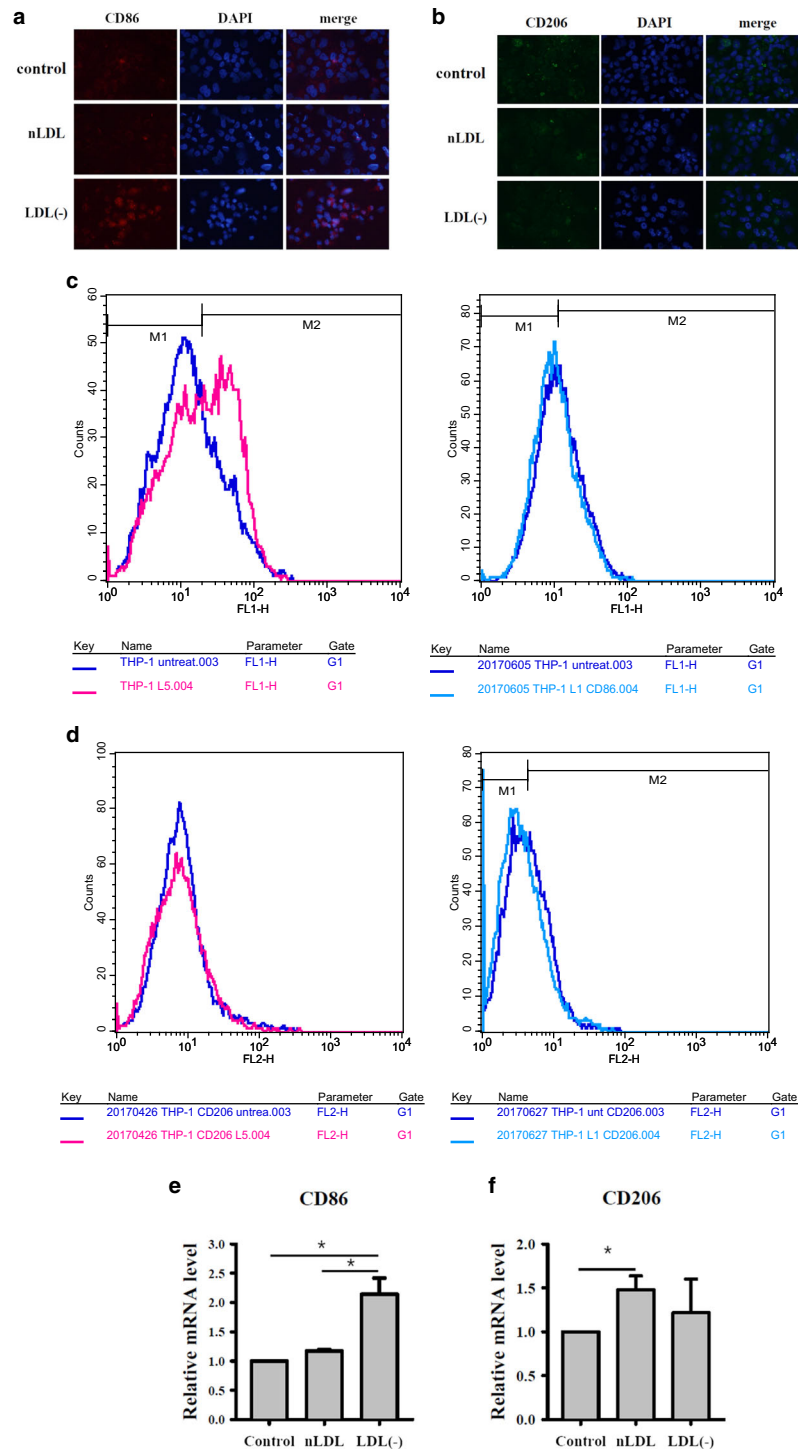 a
CD86 DAPI merge
control
nLDL
LDL(-)
b
CD206 DAPI merge
control
nLDL
LDL(-)
c
60
50
40
30
20
10
0
Counts
M1
M2
10^0 10^1 10^2 10^3 10^4
FL1-H
Key Name Parameter Gate
THP-1 untreat.003 FL1-H G1
THP-1 L5.004 FL1-H G1
80
70
60
50
40
30
20
10
0
Counts
M1
M2
10^0 10^1 10^2 10^3 10^4
FL1-H
Key Name Parameter Gate
20170605 THP-1 untreat.003 FL1-H G1
20170605 THP-1 L1 CD86.004 FL1-H G1
d
100
80
60
40
20
0
Counts
10^0 10^1 10^2 10^3 10^4
FL2-H
Key Name Parameter Gate
20170426 THP-1 CD206 untrea.003 FL2-H G1
20170426 THP-1 CD206 L5.004 FL2-H G1
80
70
60
50
40
30
20
10
0
Counts
M1
M2
10^0 10^1 10^2 10^3 10^4
FL2-H
Key Name Parameter Gate
20170627 THP-1 unt CD206.003 FL2-H G1
20170627 THP-1 L1 CD206.004 FL2-H G1
e
CD86
Relative mRNA level
3.0
2.5
2.0
1.5
1.0
0.5
0.0
*
*
Control nLDL LDL(-)
f
CD206
Relative mRNA level
2.0
1.5
1.0
0.5
0.0
*
Control nLDL LDL(-)